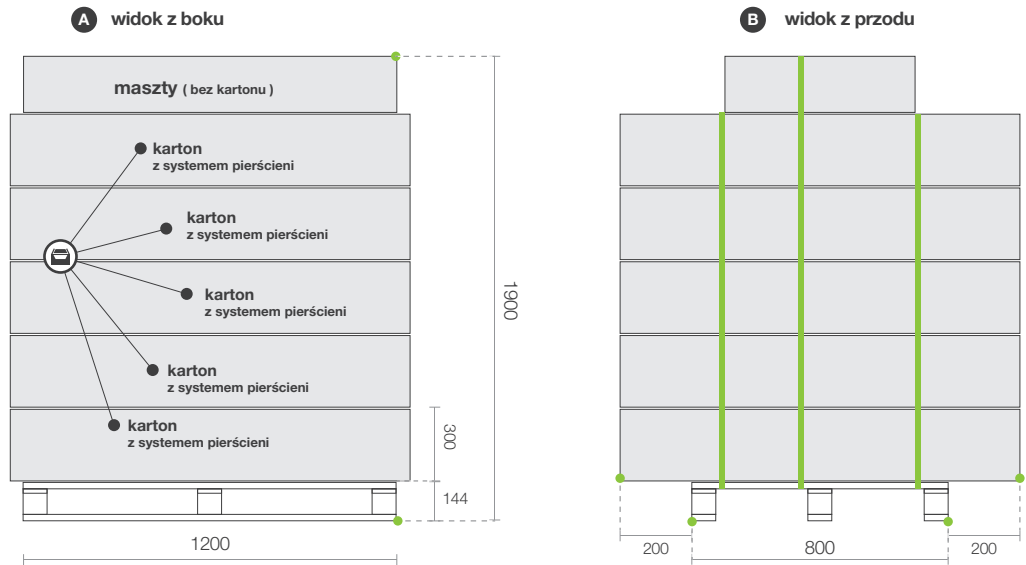 A widok z boku
maszty ( bez kartonu )
karton
z systemem pierścieni
karton
z systemem pierścieni
karton
z systemem pierścieni
karton
z systemem pierścieni
karton
z systemem pierścieni
1900
300
144
1200
B widok z przodu
200
800
200